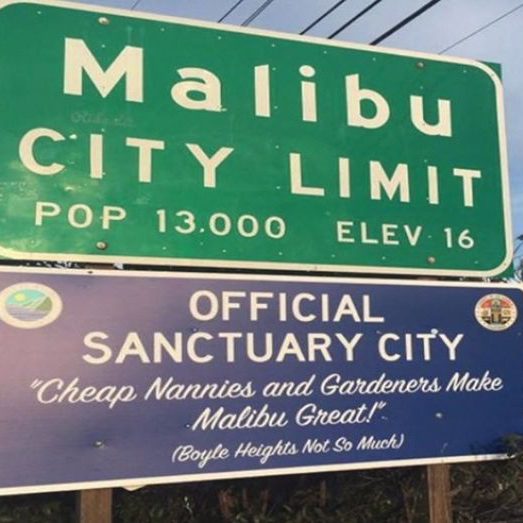 Malibu
CITY LIMIT
POP 13.000 ELEV 16
OFFICIAL
SANCTUARY CITY
"Cheap Nannies and Gardeners Make
Malibu Great!"
(Boyle Heights Not So Much)